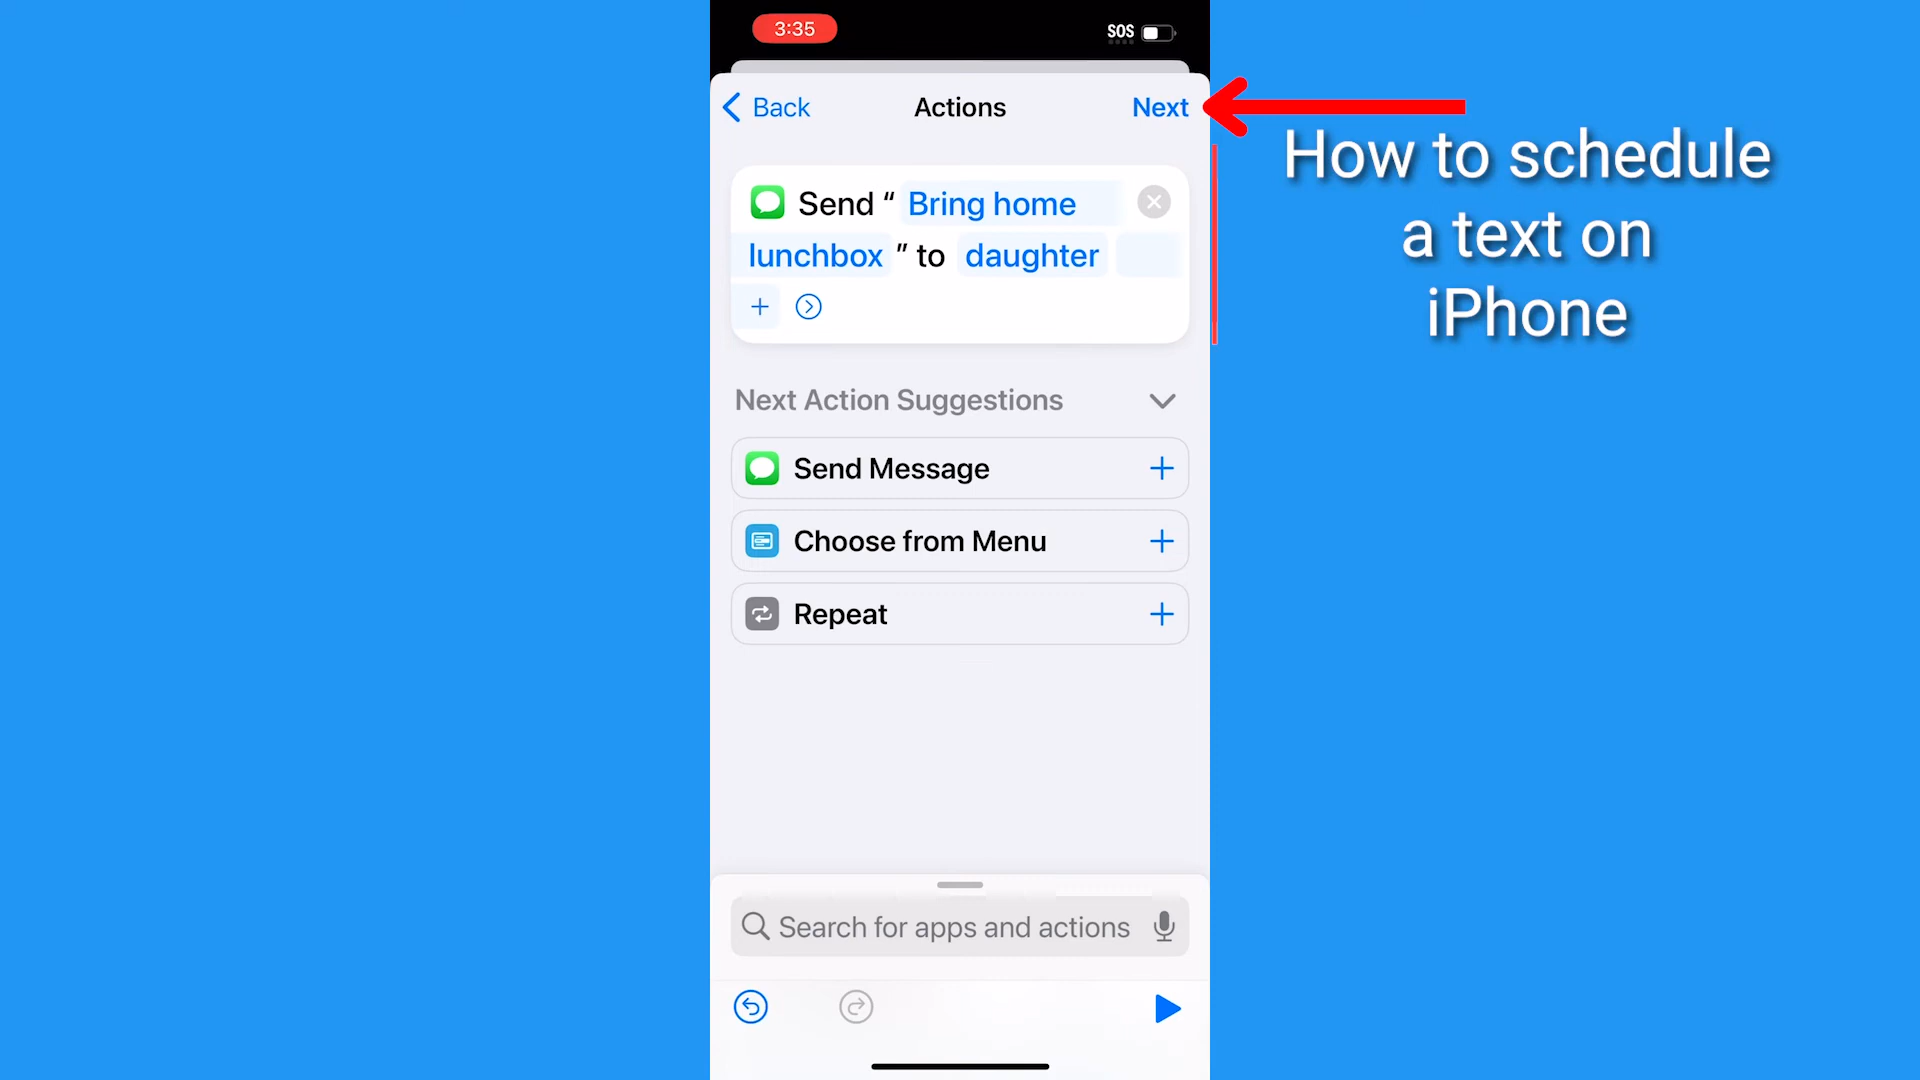 3:35
SOS
Back
Actions
Next
Send “ Bring home
lunchbox ” to daughter
Next Action Suggestions
Send Message
Choose from Menu
Repeat
Search for apps and actions
How to schedule
a text on
iPhone